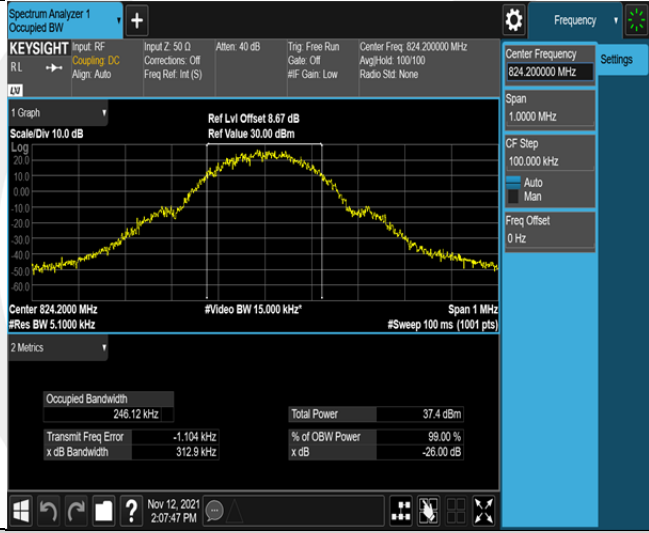 Spectrum Analyzer 1
Occupied BW
+
Frequency
KEYSIGHT
RL
Input: RF
Coupling: DC
Align: Auto
Input Z: 50 Ω
Corrections: Off
Freq Ref: Int (S)
Atten: 40 dB
Trig: Free Run
Gate: Off
#IF Gain: Low
Center Freq: 824.200000 MHz
Avg|Hold: 100/100
Radio Std: None
LXI
Center Frequency
824.200000 MHz
Settings
Span
1.0000 MHz
CF Step
100.000 kHz
Auto
Man
Freq Offset
0 Hz
1 Graph
Scale/Div 10.0 dB
Ref Lvl Offset 8.67 dB
Ref Value 30.00 dBm
Log
20.0
10.0
0.00
-10.0
-20.0
-30.0
-40.0
-50.0
-60.0
Center 824.2000 MHz
#Res BW 5.1000 kHz
#Video BW 15.000 kHz*
Span 1 MHz
#Sweep 100 ms (1001 pts)
2 Metrics
Occupied Bandwidth
246.12 kHz
Total Power 37.4 dBm
Transmit Freq Error -1.104 kHz
% of OBW Power 99.00 %
x dB Bandwidth 312.9 kHz
x dB -26.00 dB
?
Nov 12, 2021
2:07:47 PM